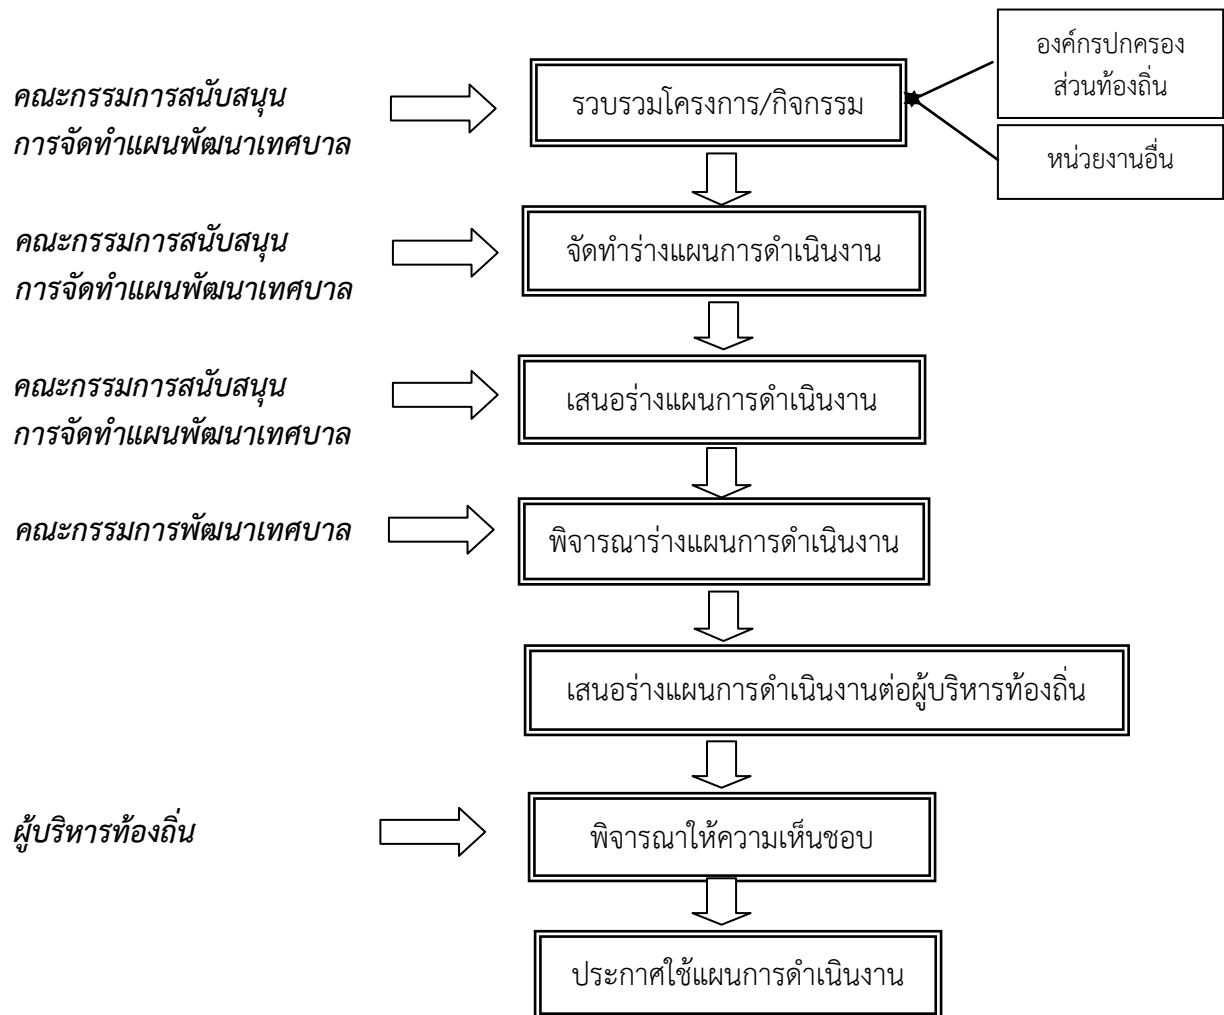 องค์กรปกครอง
ส่วนท้องถิ่น
คณะกรรมการสนับสนุน
การจัดทำแผนพัฒนาเทศบาล
รวบรวมโครงการ/กิจกรรม
หน่วยงานอื่น
คณะกรรมการสนับสนุน
การจัดทำแผนพัฒนาเทศบาล
จัดทำร่างแผนการดำเนินงาน
คณะกรรมการสนับสนุน
การจัดทำแผนพัฒนาเทศบาล
เสนอร่างแผนการดำเนินงาน
คณะกรรมการพัฒนาเทศบาล
พิจารณาร่างแผนการดำเนินงาน
เสนอร่างแผนการดำเนินงานต่อผู้บริหารท้องถิ่น
ผู้บริหารท้องถิ่น
พิจารณาให้ความเห็นชอบ
ประกาศใช้แผนการดำเนินงาน